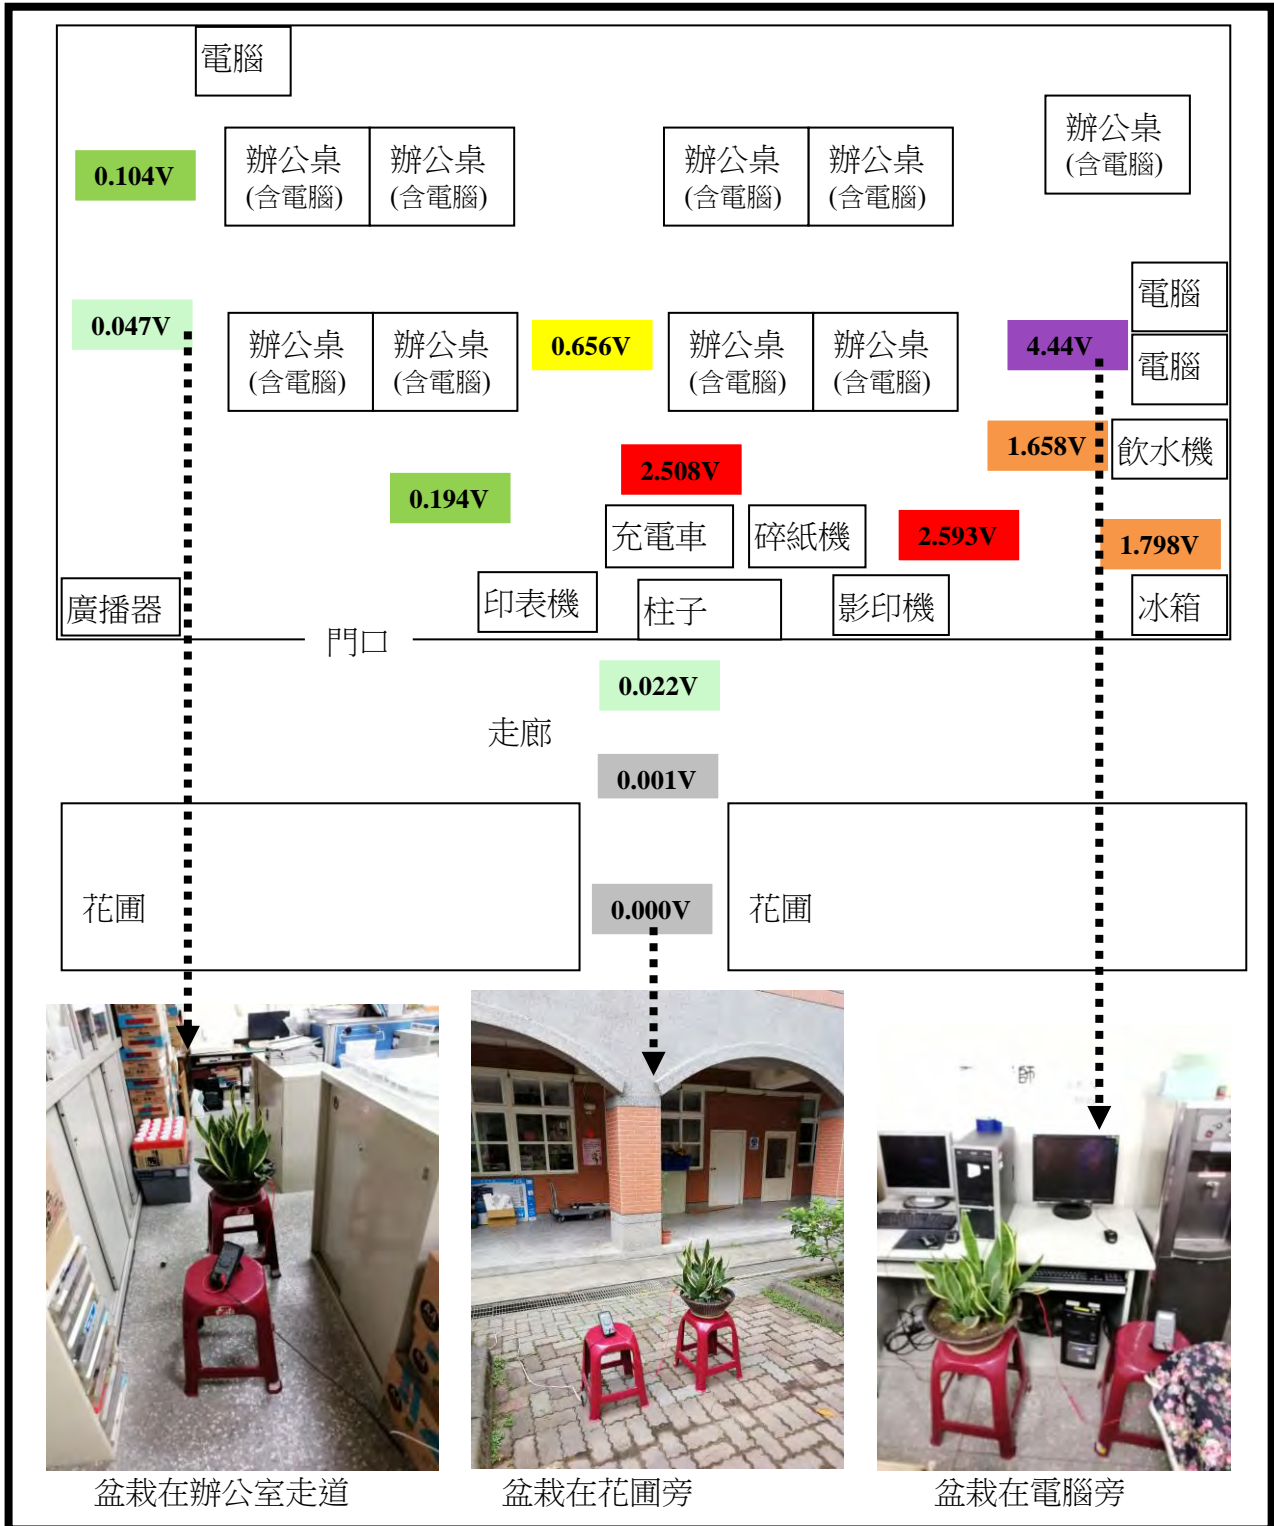 電腦
辦公桌
(含電腦)
辦公桌
(含電腦)
辦公桌
(含電腦)
辦公桌
(含電腦)
辦公桌
(含電腦)
0.104V
電腦
0.047V
辦公桌
(含電腦)
辦公桌
(含電腦)
0.656V
辦公桌
(含電腦)
辦公桌
(含電腦)
4.44V
電腦
1.658V
飲水機
2.508V
0.194V
充電車
碎紙機
2.593V
1.798V
廣播器
印表機
柱子
影印機
冰箱
門口
0.022V
走廊
0.001V
花圃
0.000V
花圃
師
盆栽在辦公室走道
盆栽在花圃旁
盆栽在電腦旁